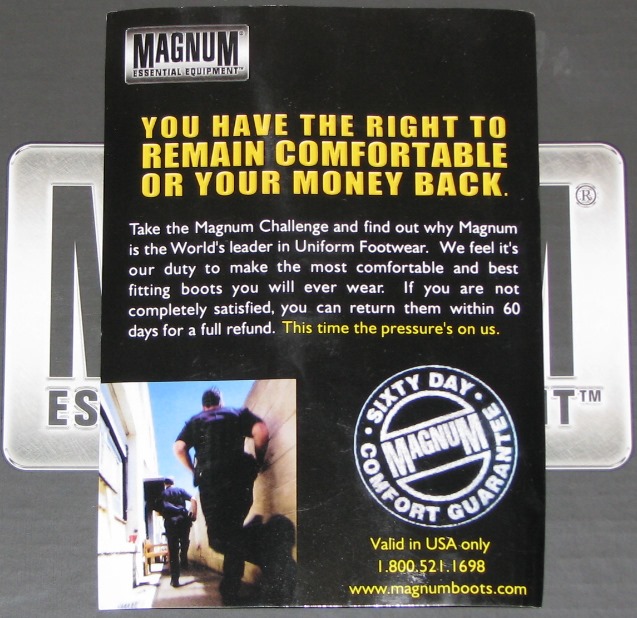 MAGNUM®
ESSENTIAL EQUIPMENT™
YOU HAVE THE RIGHT TO
REMAIN COMFORTABLE
OR YOUR MONEY BACK.
Take the Magnum Challenge and find out why Magnum
is the World's leader in Uniform Footwear. We feel it's
our duty to make the most comfortable and best
fitting boots you will ever wear. If you are not
completely satisfied, you can return them within 60
days for a full refund. This time the pressure's on us.
• SIXTY DAY •
MAGNUM
COMFORT GUARANTEE
Valid in USA only
1.800.521.1698
www.magnumboots.com
M M ®
ES NT™